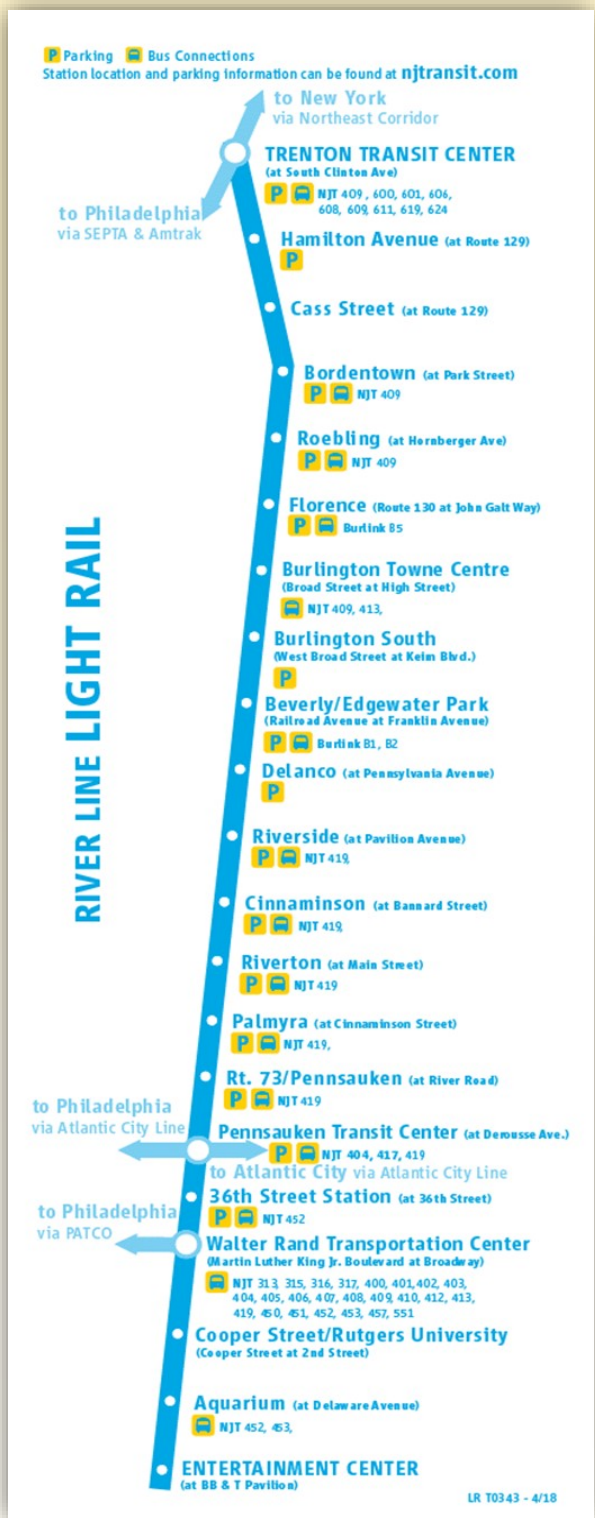 P Parking Bus Connections
Station location and parking information can be found at njtransit.com
to New York
via Northeast Corridor
TRENTON TRANSIT CENTER
(at South Clinton Ave)
P NJT 409 , 600, 601, 606,
608, 609, 611, 619, 624
to Philadelphia
via SEPTA & Amtrak
Hamilton Avenue (at Route 129)
P
Cass Street (at Route 129)
Bordentown (at Park Street)
P NJT 409
Roebling (at Hornberger Ave)
P NJT 409
Florence (Route 130 at John Galt Way)
P Burlink B5
RIVER LINE LIGHT RAIL
Burlington Towne Centre
(Broad Street at High Street)
NJT 409, 413,
Burlington South
(West Broad Street at Keim Blvd.)
P
Beverly/Edgewater Park
(Railroad Avenue at Franklin Avenue)
P Burlink B1, B2
Delanco (at Pennsylvania Avenue)
P
Riverside (at Pavilion Avenue)
P NJT 419,
Cinnaminson (at Bannard Street)
P NJT 419,
Riverton (at Main Street)
P NJT 419
Palmyra (at Cinnaminson Street)
P NJT 419,
Rt. 73/Pennsauken (at River Road)
P NJT 419
to Philadelphia
via Atlantic City Line
Pennsauken Transit Center (at Derousse Ave.)
P NJT 404, 417, 419
to Atlantic City via Atlantic City Line
36th Street Station (at 36th Street)
P NJT 452
to Philadelphia
via PATCO
Walter Rand Transportation Center
(Martin Luther King Jr. Boulevard at Broadway)
NJT 313, 315, 316, 317, 400, 401, 402, 403,
404, 405, 406, 407, 408, 409, 410, 412, 413,
419, 450, 451, 452, 453, 457, 551
Cooper Street/Rutgers University
(Cooper Street at 2nd Street)
Aquarium (at Delaware Avenue)
NJT 452, 453,
ENTERTAINMENT CENTER
(at BB & T Pavilion)
LR T0343 - 4/18